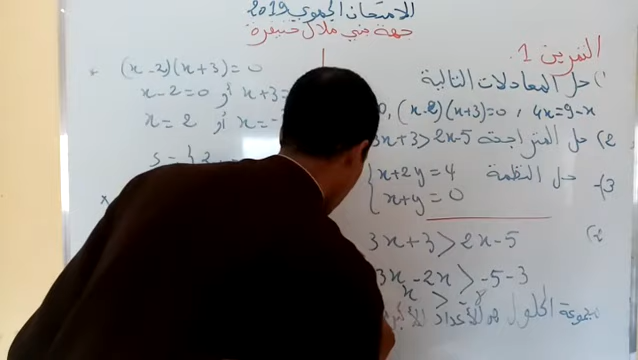 الامتحان الجهوي 2019
جهة بني ملال خنيفرة
التمرين 1
1) حل المعادلات التالية
(x-2)(x+3)=0 , 4x=9-x
2) حل المتراجحة 3x+3>2x-5
3) حل النظمة
x+2y=4
x+y=0
2)
3x+3>2x-5
3x-2x>-5-3
x >
مجموعة الحلول هي الأعداد
* (x-2)(x+3)=0
x-2=0 أو x+3=
x=2 أو x=-
S={2
*